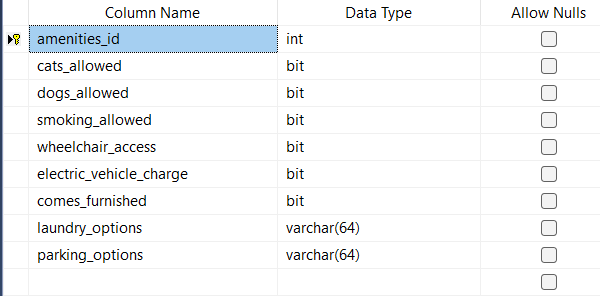 Column Name Data Type Allow Nulls
amenities_id int
cats_allowed bit
dogs_allowed bit
smoking_allowed bit
wheelchair_access bit
electric_vehicle_charge bit
comes_furnished bit
laundry_options varchar(64)
parking_options varchar(64)